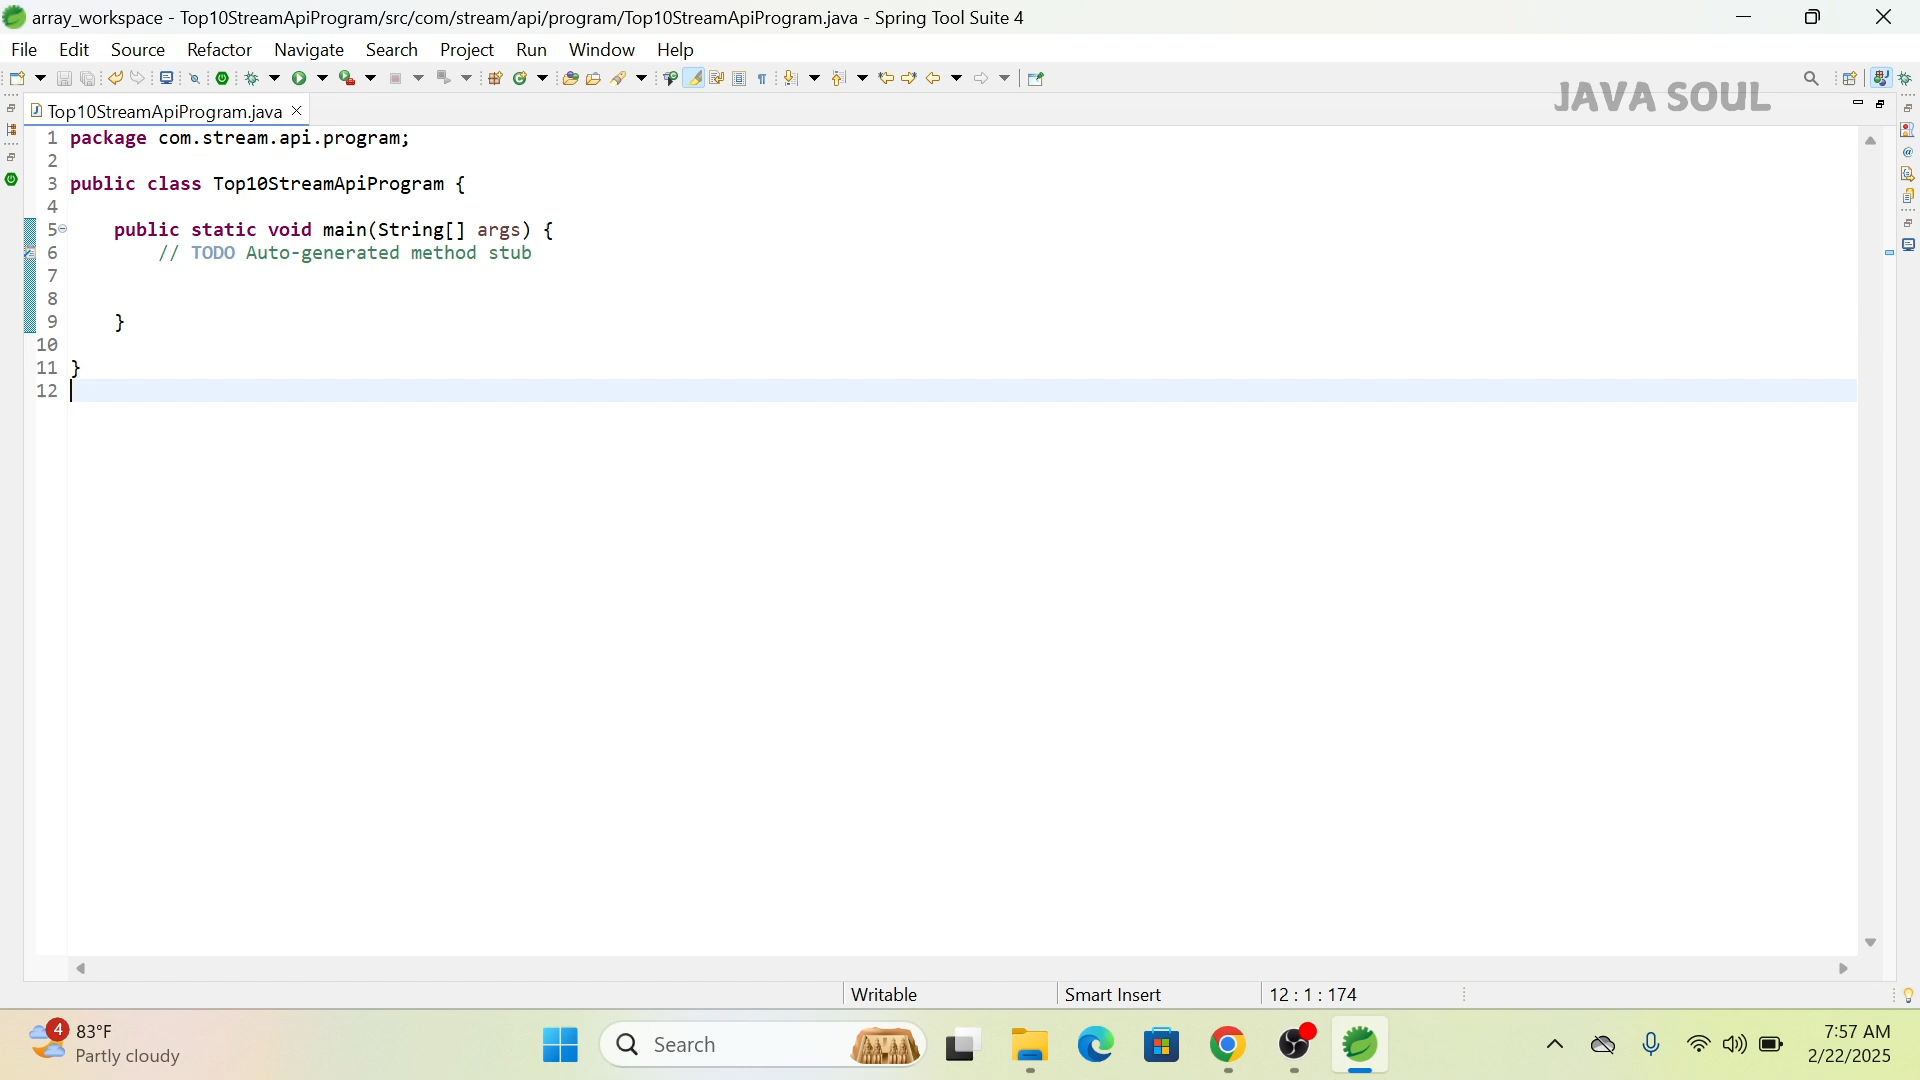 array_workspace - Top10StreamApiProgram/src/com/stream/api/program/Top10StreamApiProgram.java - Spring Tool Suite 4
File Edit Source Refactor Navigate Search Project Run Window Help
JAVA SOUL
Top10StreamApiProgram.java
1 package com.stream.api.program;
2
3 public class Top10StreamApiProgram {
4
5 public static void main(String[] args) {
6 // TODO Auto-generated method stub
7
8
9 }
10
11 }
12
Writable Smart Insert 12 : 1 : 174
4 83°F
Partly cloudy
Search
7:57 AM
2/22/2025